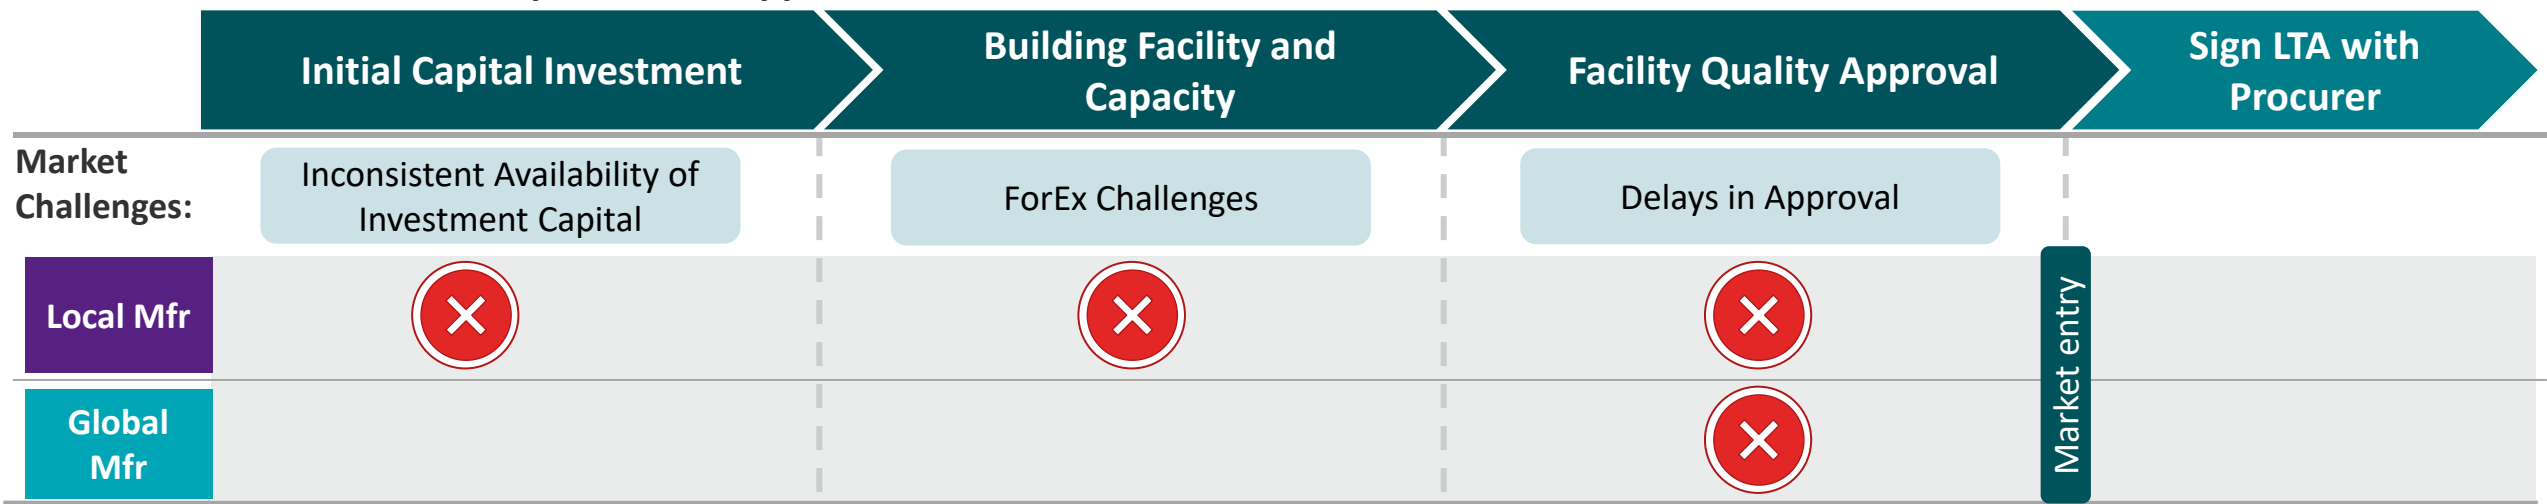 Initial Capital Investment
Building Facility and
Capacity
Facility Quality Approval
Sign LTA with
Procurer
Market
Challenges:
Inconsistent Availability of
Investment Capital
ForEx Challenges
Delays in Approval
Local Mfr
Global
Mfr
Market entry